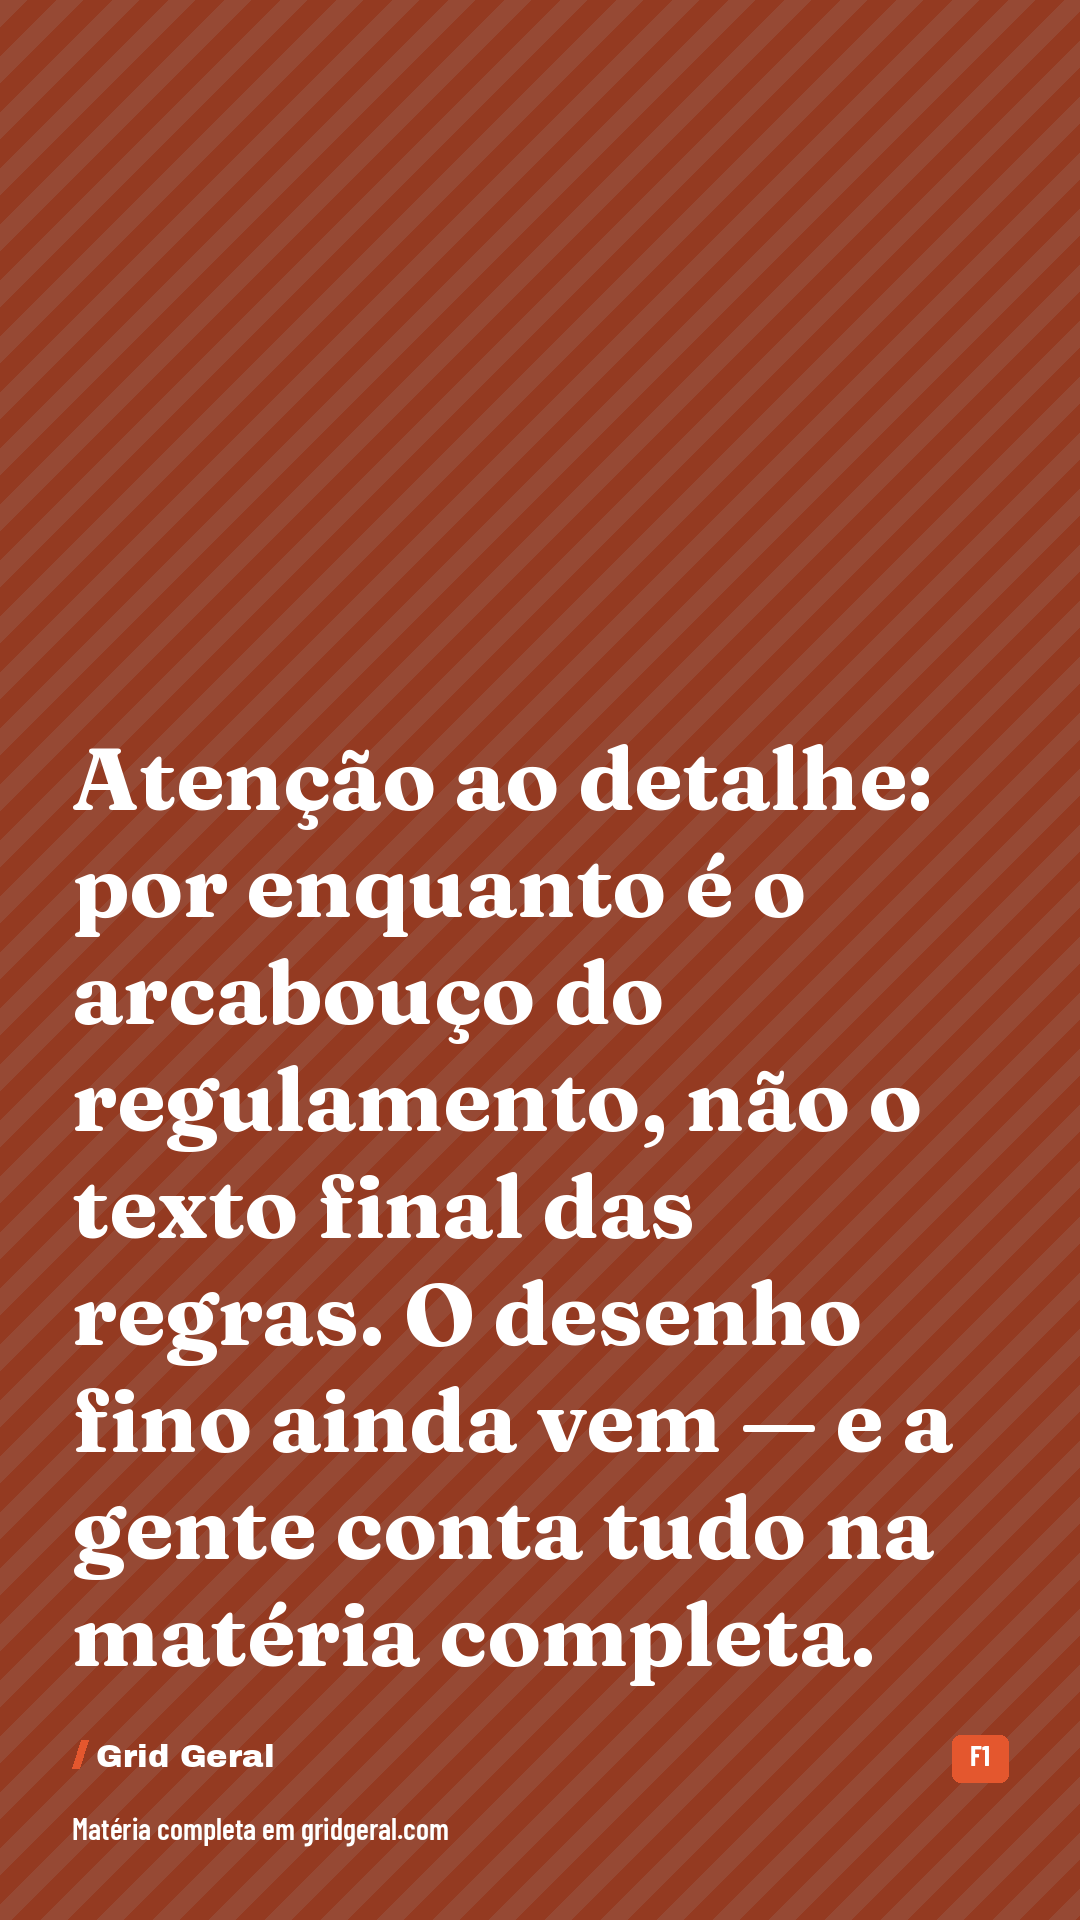 Atenção ao detalhe:
por enquanto é o
arcabouço do
regulamento, não o
texto final das
regras. O desenho
fino ainda vem — e a
gente conta tudo na
matéria completa.
/ Grid Geral
F1
Matéria completa em gridgeral.com